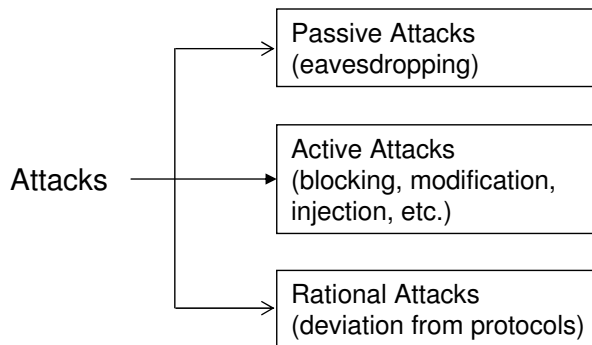 Passive Attacks
(eavesdropping)
Attacks
Active Attacks
(blocking, modification,
injection, etc.)
Rational Attacks
(deviation from protocols)